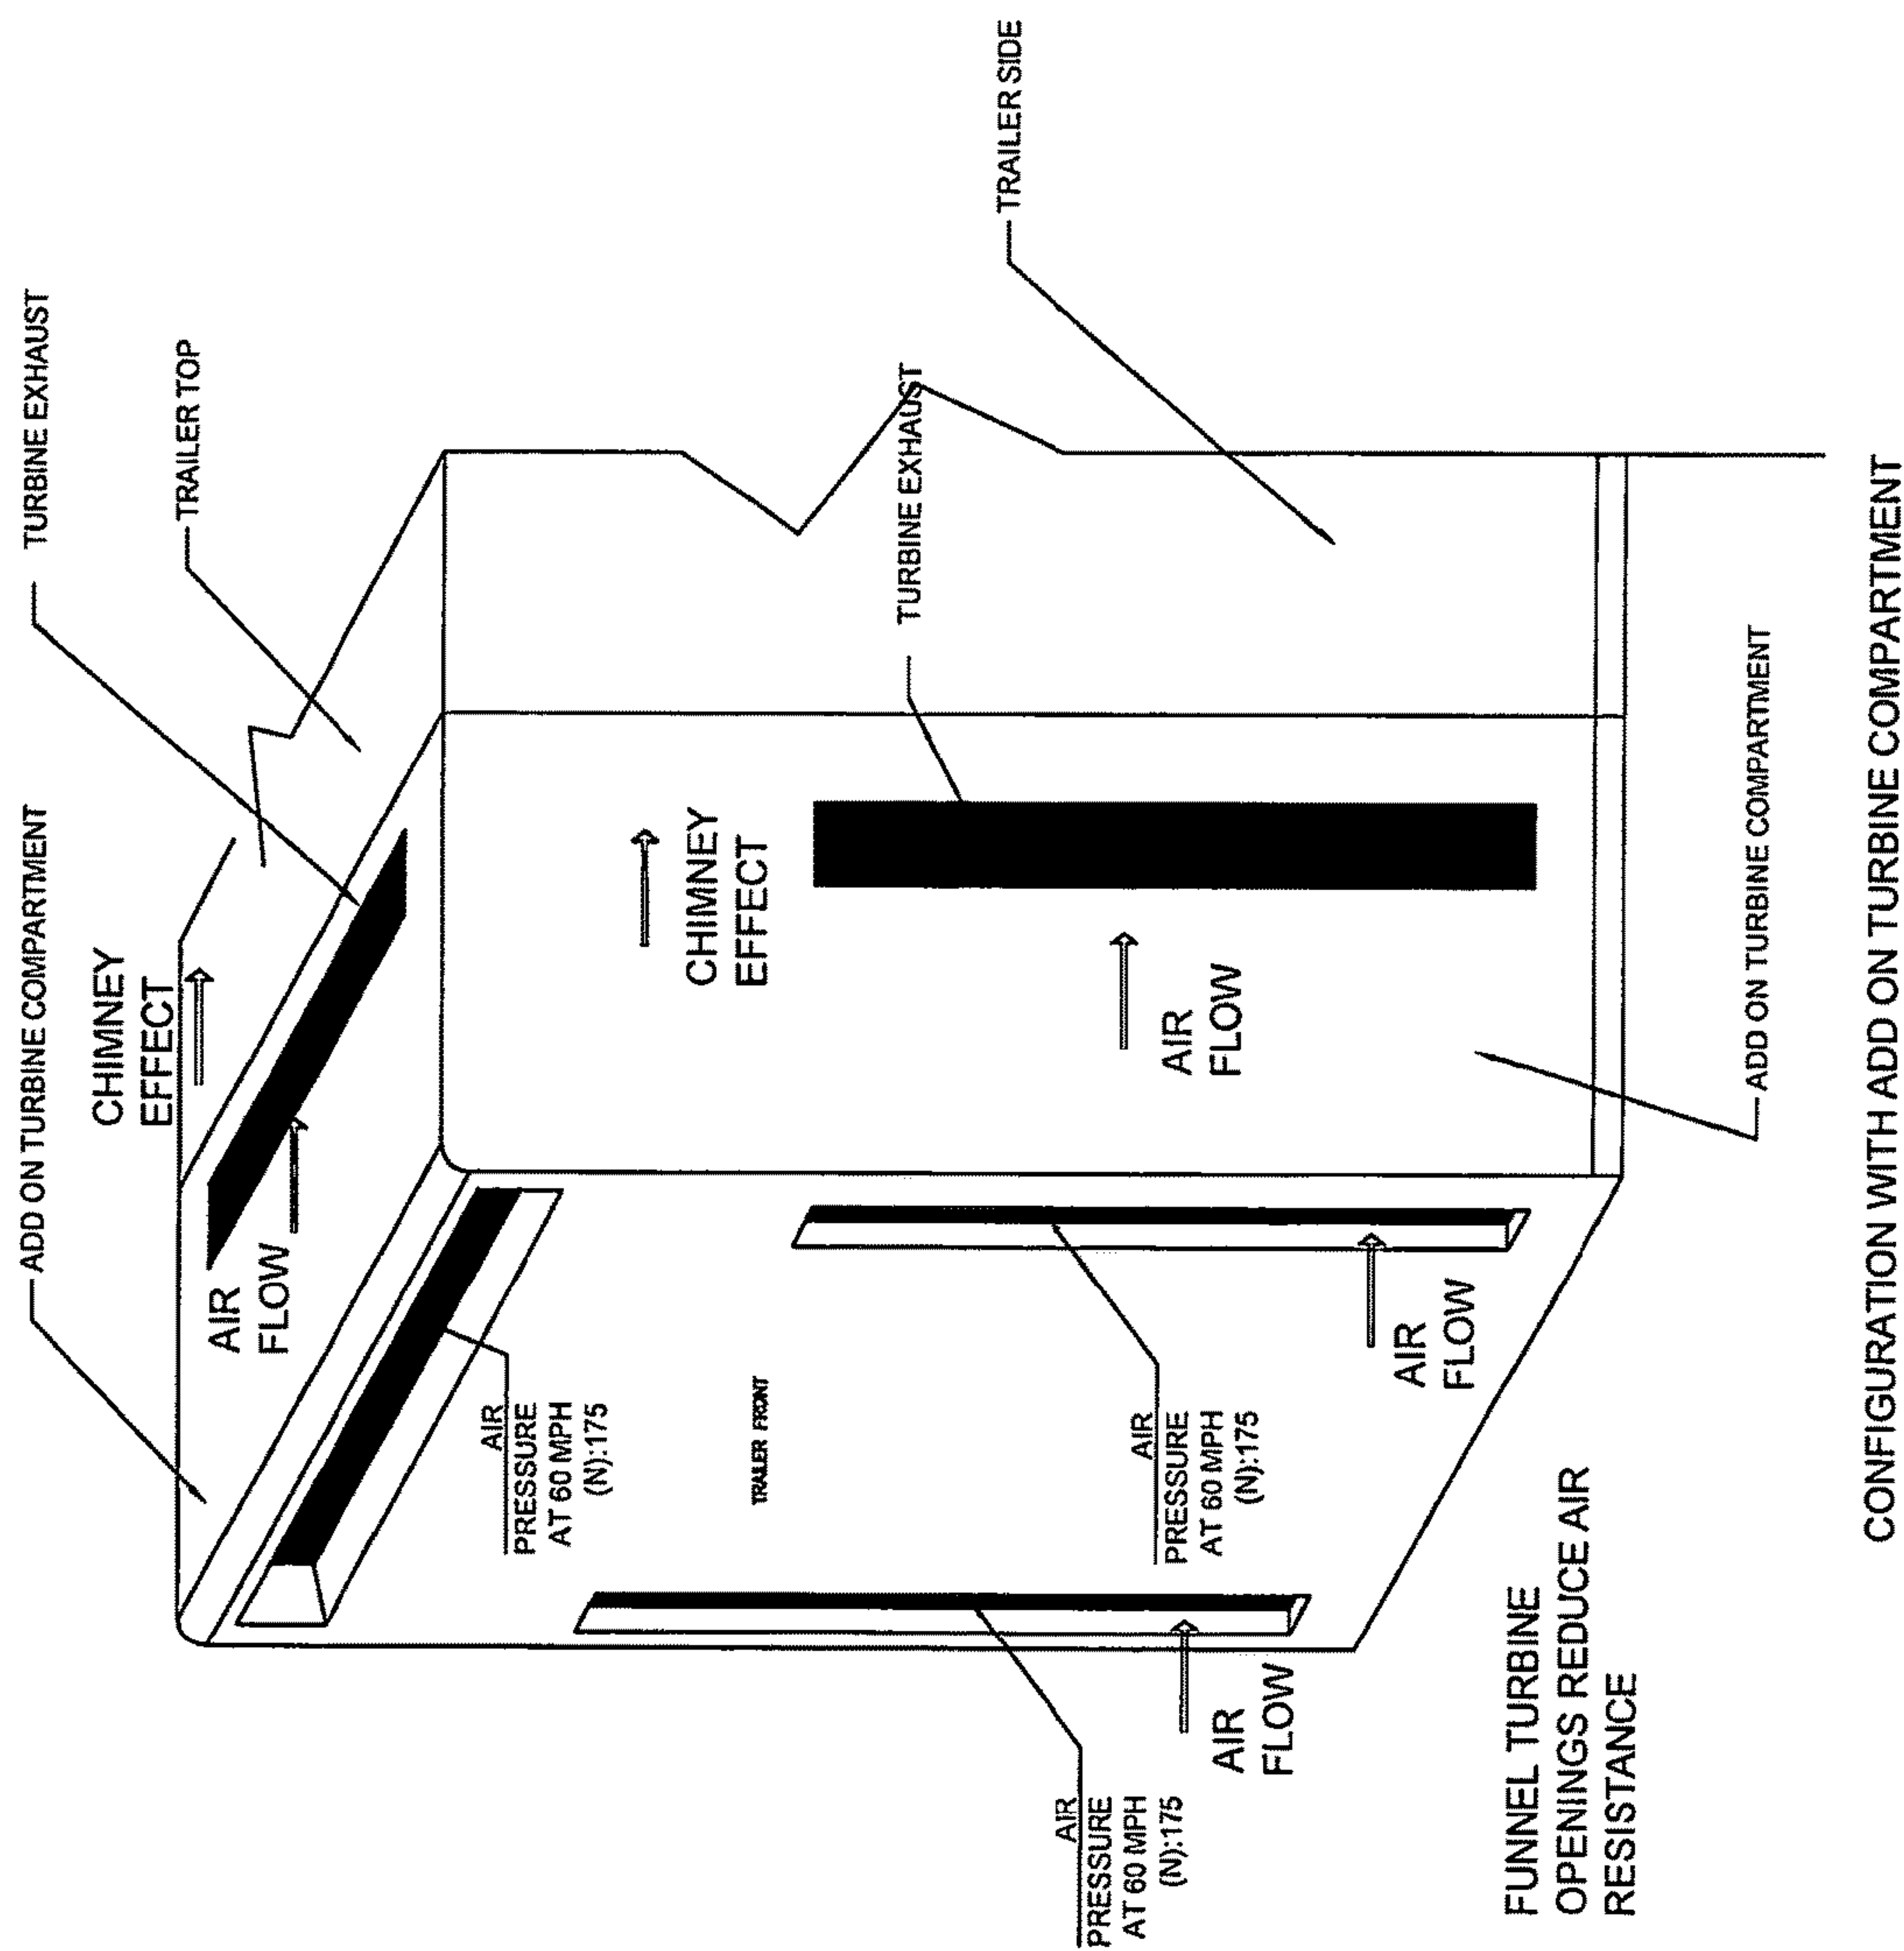 ADD ON TURBINE COMPARTMENT
TURBINE EXHAUST
CHIMNEY
EFFECT
TRAILER TOP
AIR
FLOW
AIR
PRESSURE
AT 60 MPH
(N):175
CHIMNEY
EFFECT
TRAILER FRONT
TURBINE EXHAUST
TRAILER SIDE
AIR
PRESSURE
AT 60 MPH
(N):175
AIR
FLOW
AIR
PRESSURE
AT 60 MPH
(N):175
AIR
FLOW
AIR
FLOW
FUNNEL TURBINE
OPENINGS REDUCE AIR
RESISTANCE
ADD ON TURBINE COMPARTMENT
CONFIGURATION WITH ADD ON TURBINE COMPARTMENT